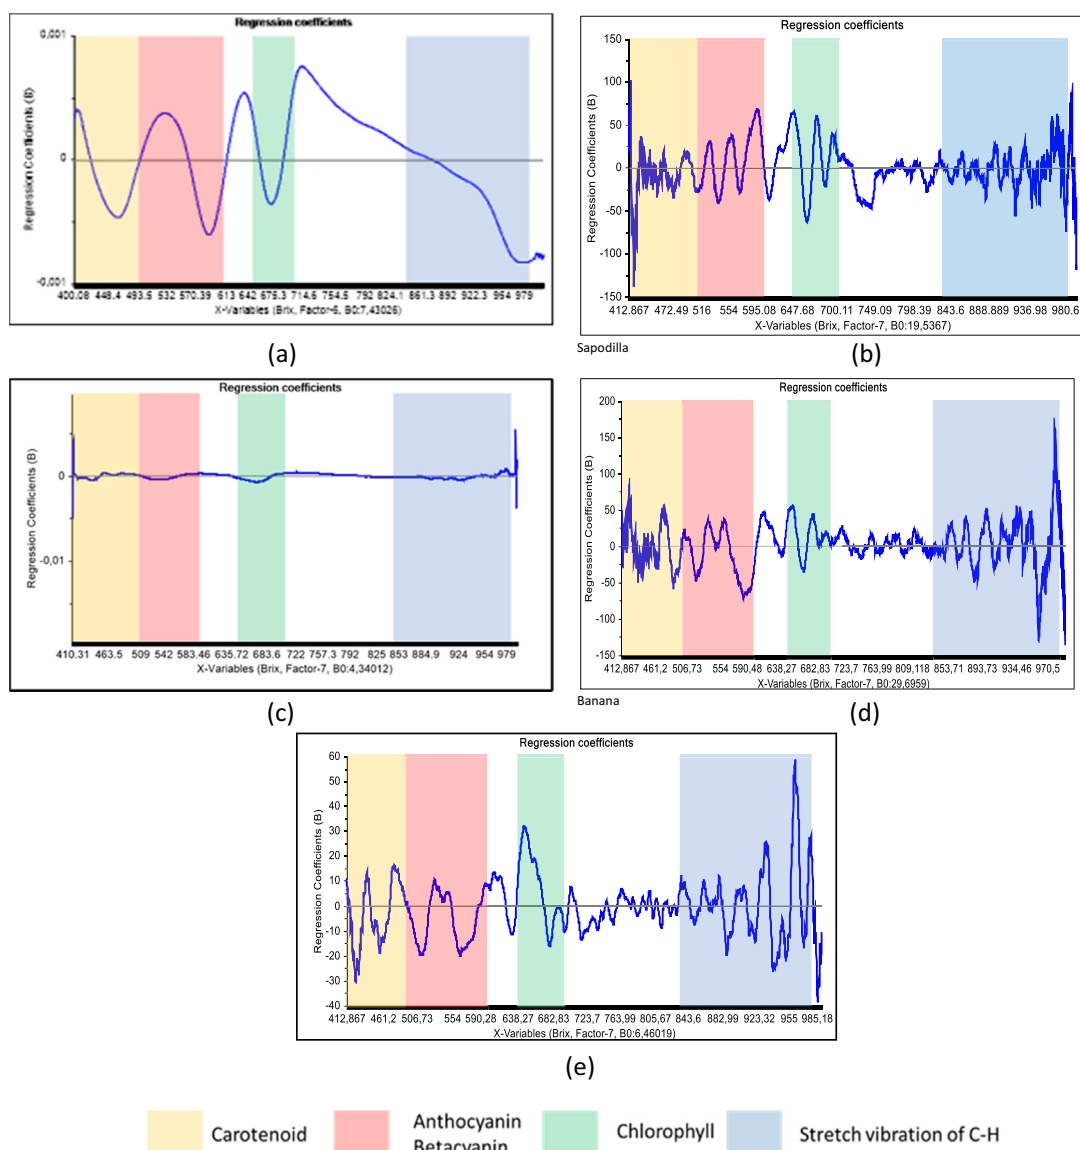 Regression coefficients
Regression Coefficients (B)
0,001
0
-0,001
400.08 448.4 493.5 532 570.39 613 642 675.3 714.6 754.5 792 824.1 861.3 892 922.3 954 979
X-Variables (Brix, Factor-6, B0:7,43026)
(a)
Regression coefficients
Regression Coefficients (B)
150
100
50
0
-50
-100
-150
412.867 472.49 516 554 595.08 647.68 700.11 749.09 798.39 843.6 888.889 936.98 980.6
X-Variables (Brix, Factor-7, B0:19,5367)
Sapodilla
(b)
Regression coefficients
Regression Coefficients (B)
0
-0,01
410.31 463.5 509 542 583.46 635.72 683.6 722 757.3 792 825 853 884.9 924 954 979
X-Variables (Brix, Factor-7, B0:4,34012)
(c)
Regression coefficients
Regression Coefficients (B)
200
150
100
50
0
-50
-100
-150
412,867 461,2 506,73 554 590,48 638,27 682,83 723,7 763,99 809,118 853,71 893,73 934,46 970,5
X-Variables (Brix, Factor-7, B0:29,6959)
Banana
(d)
Regression coefficients
Regression Coefficients (B)
60
50
40
30
20
10
0
-10
-20
-30
-40
412,867 461,2 506,73 554 590,28 638,27 682,83 723,7 763,99 805,67 843,6 882,99 923,32 955 985,18
X-Variables (Brix, Factor-7, B0:6,46019)
(e)
Carotenoid
Anthocyanin
Betacyanin
Chlorophyll
Stretch vibration of C-H